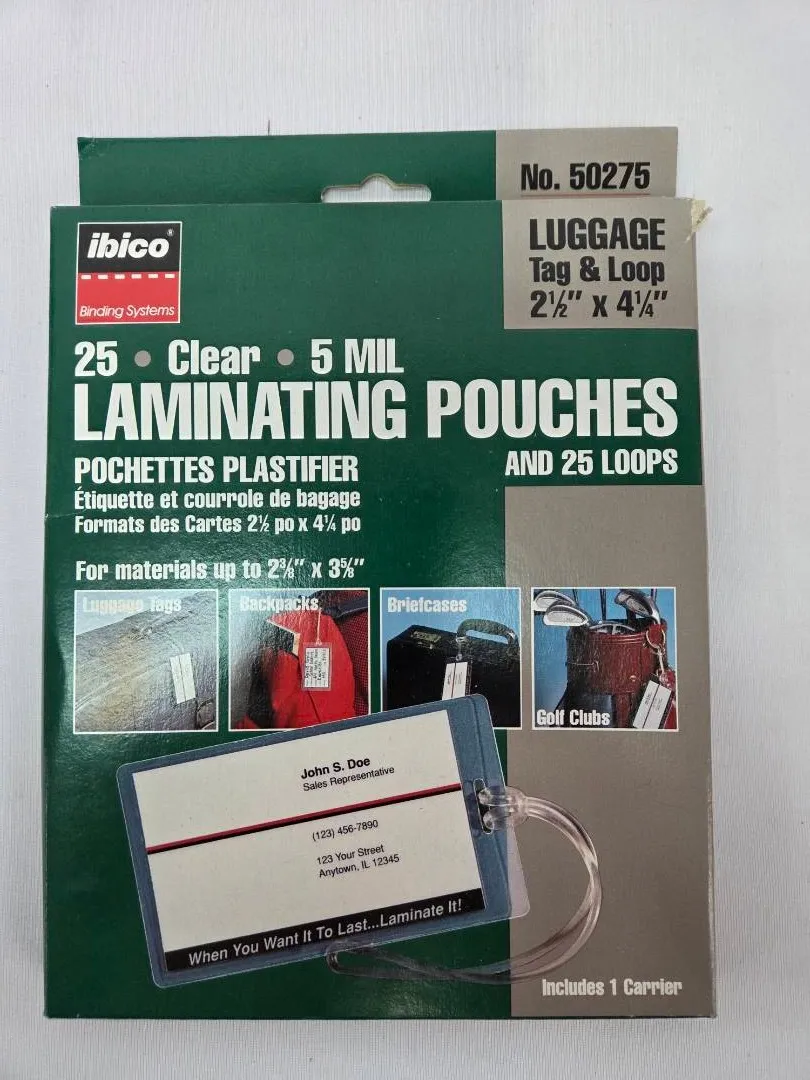 No. 50275
ibico®
Binding Systems
LUGGAGE
Tag & Loop
2½" x 4¼"
25 • Clear • 5 MIL
LAMINATING POUCHES
AND 25 LOOPS
POCHETTES PLASTIFIER
Étiquette et courrole de bagage
Formats des Cartes 2½ po x 4¼ po
For materials up to 2⅜" x 3⅝"
Luggage Tags
Backpacks
Briefcases
Golf Clubs
John S. Doe
Sales Representative
(123) 456-7890
123 Your Street
Anytown, IL 12345
When You Want It To Last...Laminate It!
Includes 1 Carrier